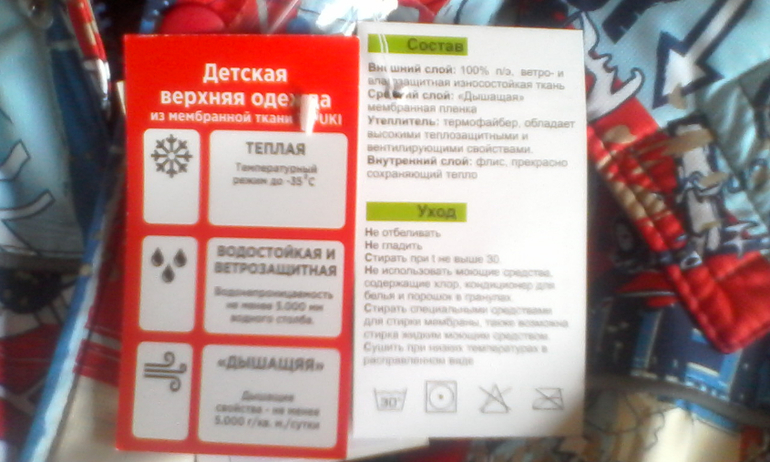 Детская
верхняя одежда
из мембранной ткани
ТЕПЛАЯ
Температурный
режим до -35°С
ВОДОСТОЙКАЯ И
ВЕТРОЗАЩИТНАЯ
Водонепроницаемость
не менее 5.000 мм
водного столба.
«ДЫШАЩЯЯ»
Дышащие
свойства - не менее
5.000 г/кв. м./сутки
Состав
Внешний слой: 100% п/э, ветро- и
влагозащитная износостойкая ткань
Средний слой: «Дышащая»
мембранная пленка
Утеплитель: термофайбер, обладает
высокими теплозащитными и
вентилирующими свойствами.
Внутренний слой: флис, прекрасно
сохраняющий тепло
Уход
Не отбеливать
Не гладить
Стирать при t не выше 30.
Не использовать моющие средства,
содержащие хлор, кондиционер для
белья и порошок в гранулах.
Стирать специальными средствами
для стирки мембраны, также возможна
стирка жидким моющим средством.
Сушить при низких температурах в
расправленном виде
30°